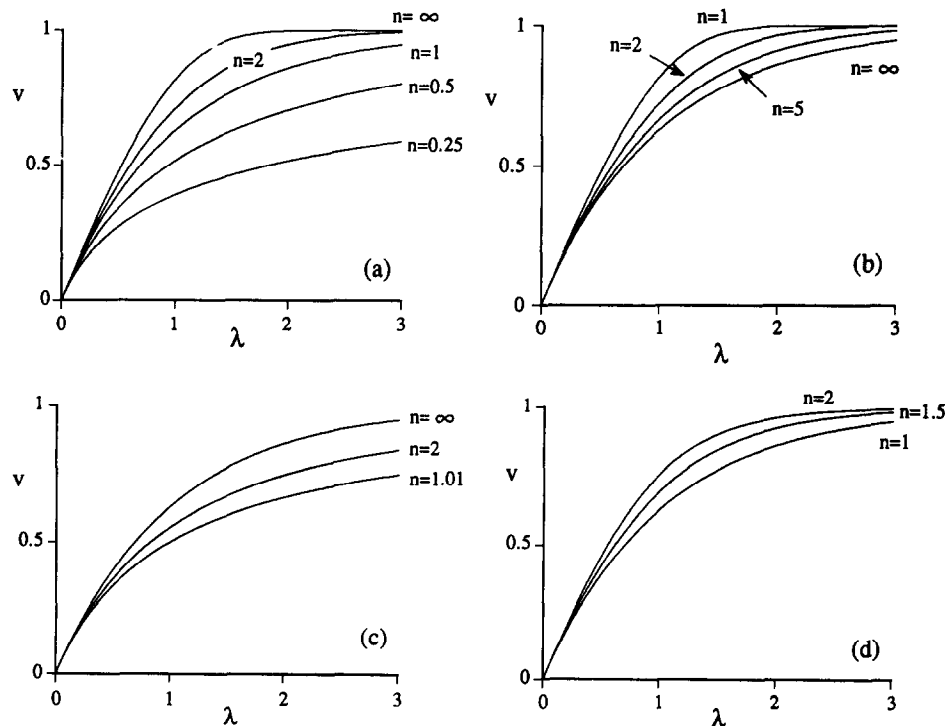 1
n= ∞
n=2
n=1
v
n=0.5
0.5
n=0.25
(a)
0
0 1 2 3
λ
1
n=1
n=2
n= ∞
v
n=5
0.5
(b)
0
0 1 2 3
λ
1
n= ∞
v
n=2
n=1.01
0.5
(c)
0
0 1 2 3
λ
1
n=2
n=1.5
v
n=1
0.5
(d)
0
0 1 2 3
λ